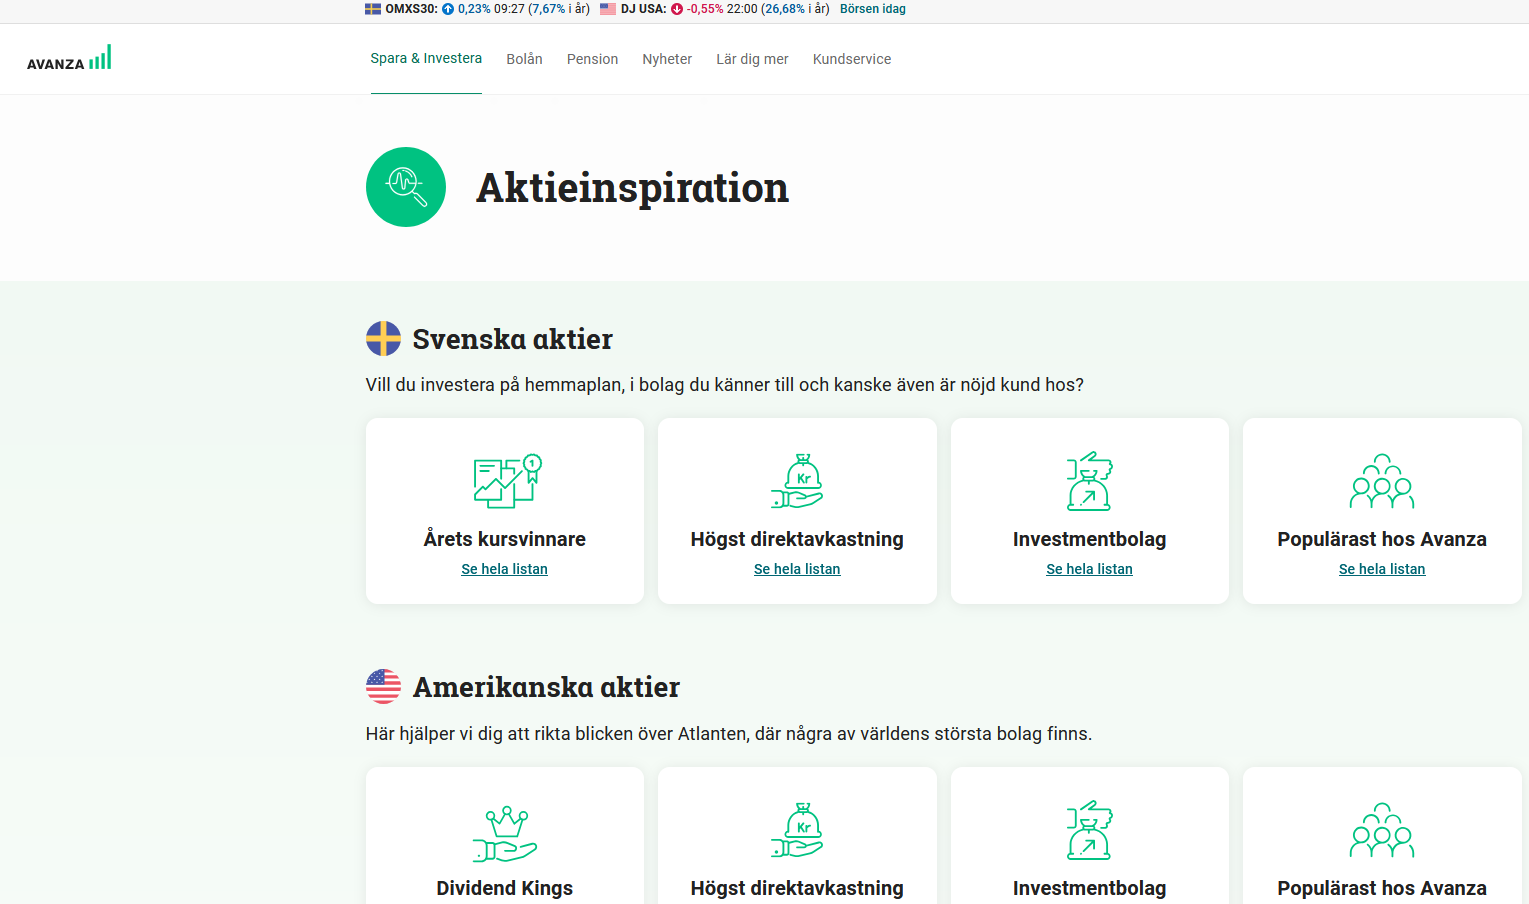 OMXS30: 0,23% 09:27 (7,67% i år) DJ USA: -0,55% 22:00 (26,68% i år) Börsen idag
AVANZA Spara & Investera Bolån Pension Nyheter Lär dig mer Kundservice
Aktieinspiration
Svenska aktier
Vill du investera på hemmaplan, i bolag du känner till och kanske även är nöjd kund hos?
1 Kr
Årets kursvinnare Högst direktavkastning Investmentbolag Populärast hos Avanza
Se hela listan Se hela listan Se hela listan Se hela listan
Amerikanska aktier
Här hjälper vi dig att rikta blicken över Atlanten, där några av världens största bolag finns.
Kr
Dividend Kings Högst direktavkastning Investmentbolag Populärast hos Avanza